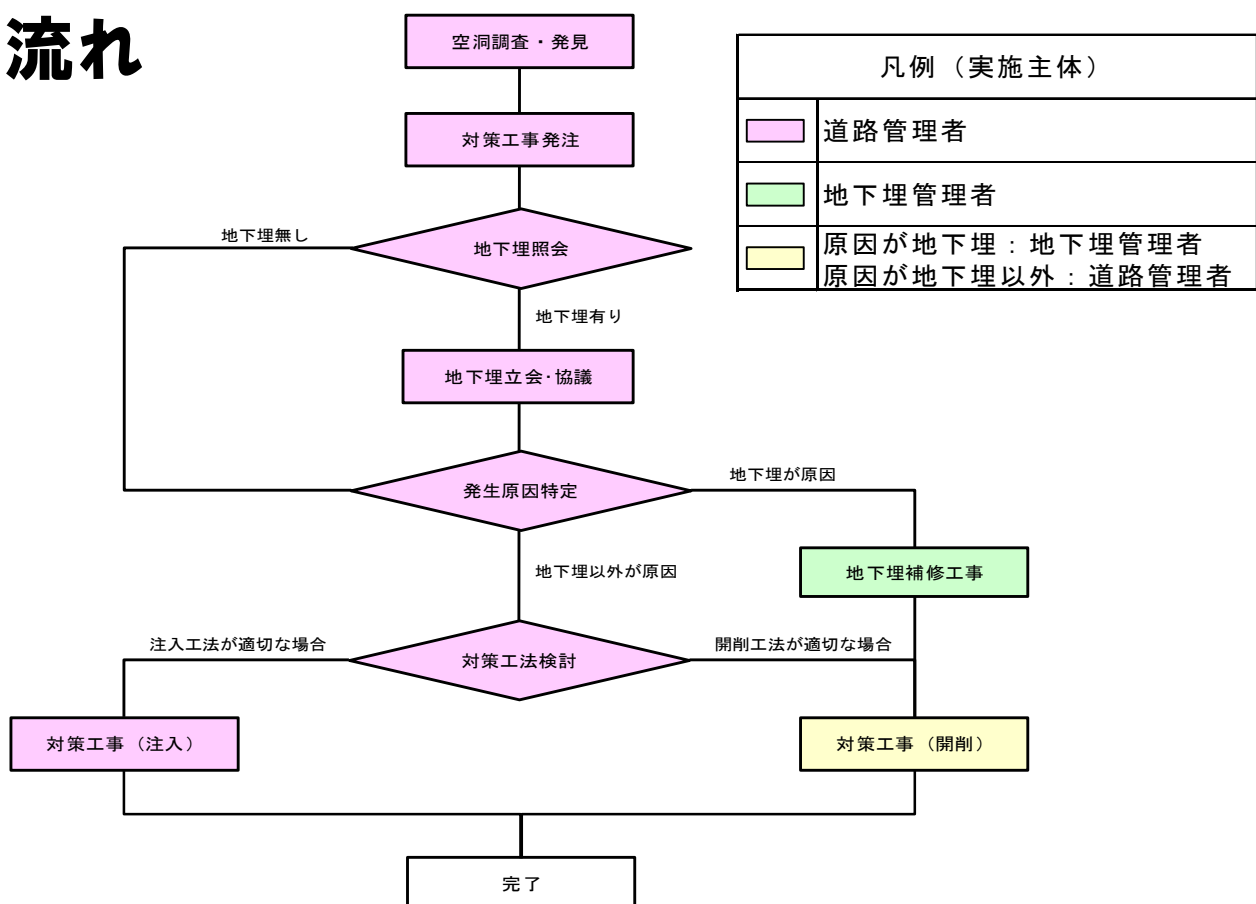 流れ
空洞調査・発見
対策工事発注
地下埋照会
地下埋無し
地下埋有り
地下埋立会・協議
発生原因特定
地下埋が原因
地下埋以外が原因
地下埋補修工事
注入工法が適切な場合
対策工法検討
開削工法が適切な場合
対策工事（注入）
対策工事（開削）
完了
凡例（実施主体）
道路管理者
地下埋管理者
原因が地下埋：地下埋管理者
原因が地下埋以外：道路管理者